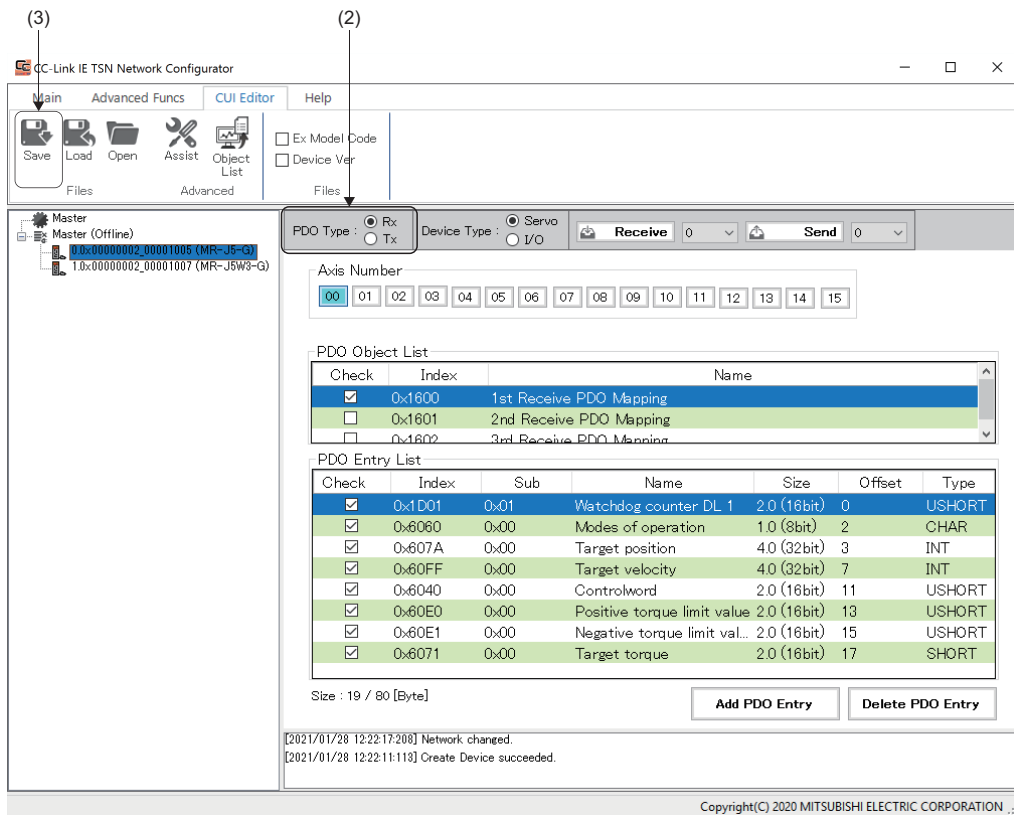 (3) (2)
CC-Link IE TSN Network Configurator
Main Advanced Funcs CUI Editor Help
Save Load Open Assist Object List
Ex Model Code
Device Ver
Files Advanced Files
Master
Master (Offline)
0.0x00000002_00001005 (MR-J5-G)
1.0x00000002_00001007 (MR-J5W3-G)
PDO Type : Rx Tx Device Type : Servo I/O Receive 0 Send 0
Axis Number
00 01 02 03 04 05 06 07 08 09 10 11 12 13 14 15
PDO Object List
Check Index Name
0x1600 1st Receive PDO Mapping
0x1601 2nd Receive PDO Mapping
0x1602 3rd Receive PDO Mapping
PDO Entry List
Check Index Sub Name Size Offset Type
0x1D01 0x01 Watchdog counter DL 1 2.0 (16bit) 0 USHORT
0x6060 0x00 Modes of operation 1.0 (8bit) 2 CHAR
0x607A 0x00 Target position 4.0 (32bit) 3 INT
0x60FF 0x00 Target velocity 4.0 (32bit) 7 INT
0x6040 0x00 Controlword 2.0 (16bit) 11 USHORT
0x60E0 0x00 Positive torque limit value 2.0 (16bit) 13 USHORT
0x60E1 0x00 Negative torque limit val... 2.0 (16bit) 15 USHORT
0x6071 0x00 Target torque 2.0 (16bit) 17 SHORT
Size : 19 / 80 [Byte]
Add PDO Entry Delete PDO Entry
[2021/01/28 12:22:17:208] Network changed.
[2021/01/28 12:22:11:113] Create Device succeeded.
Copyright(C) 2020 MITSUBISHI ELECTRIC CORPORATION